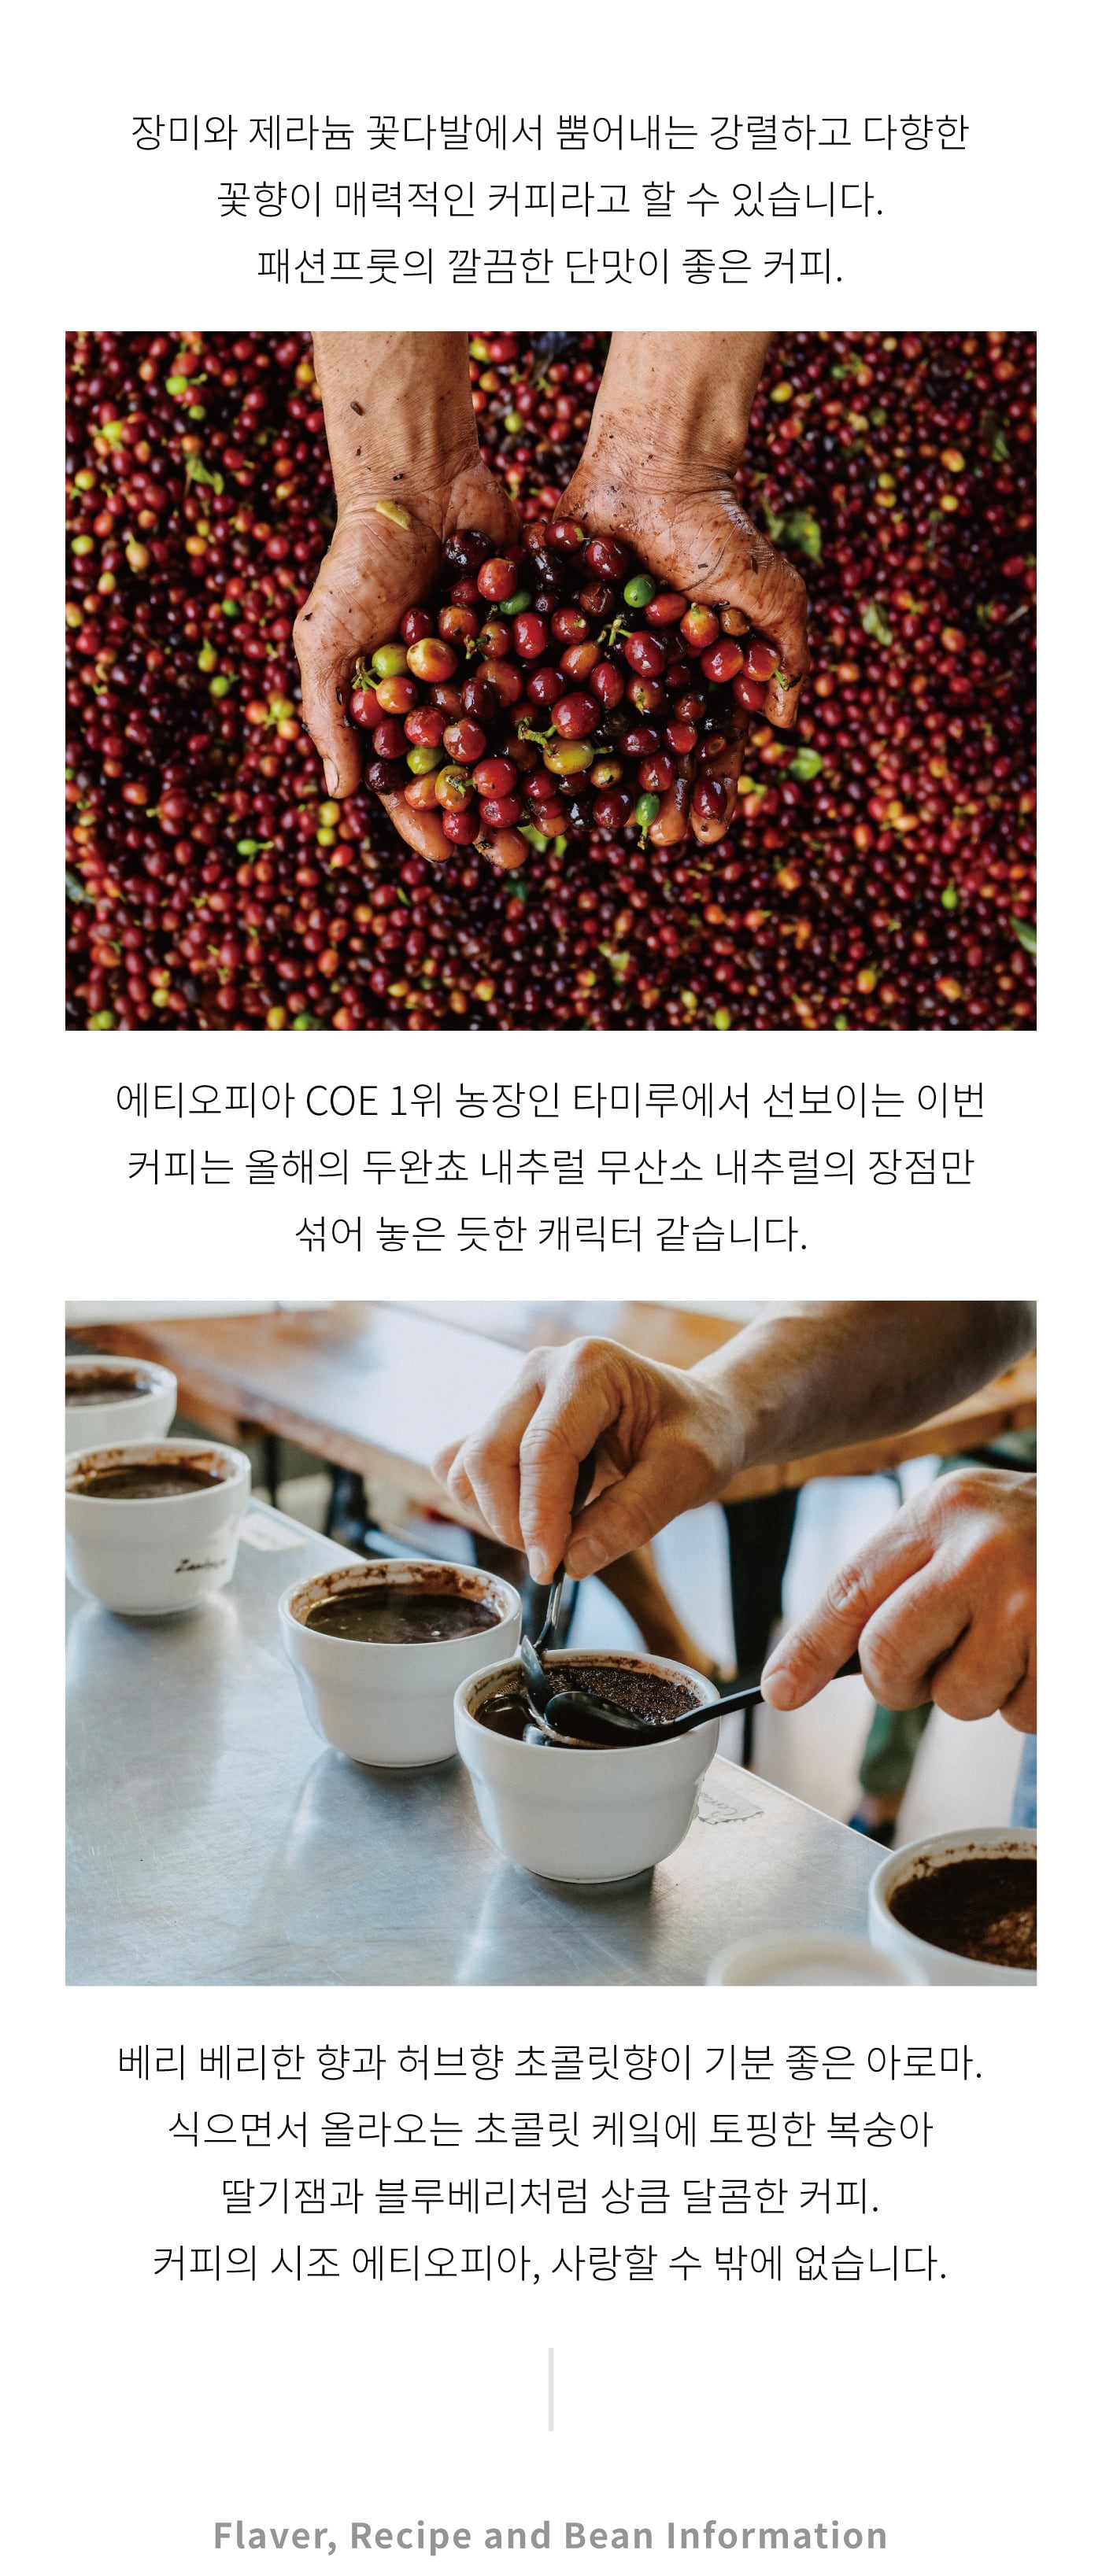 장미와 제라늄 꽃다발에서 뿜어내는 강렬하고 다향한
꽃향이 매력적인 커피라고 할 수 있습니다.
패션프룻의 깔끔한 단맛이 좋은 커피.
에티오피아 COE 1위 농장인 타미루에서 선보이는 이번
커피는 올해의 두완쵸 내추럴 무산소 내추럴의 장점만
섞어 놓은 듯한 캐릭터 같습니다.
베리 베리한 향과 허브향 초콜릿향이 기분 좋은 아로마.
식으면서 올라오는 초콜릿 케잌에 토핑한 복숭아
딸기잼과 블루베리처럼 상큼 달콤한 커피.
커피의 시조 에티오피아, 사랑할 수 밖에 없습니다.
Flaver, Recipe and Bean Information